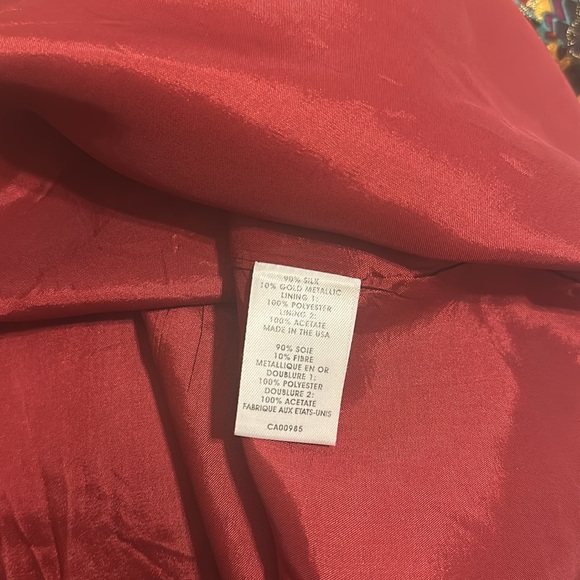 90% SILK
10% GOLD METALLIC
LINING 1:
100% POLYESTER
LINING 2:
100% ACETATE
MADE IN THE USA
90% SOIE
10% FIBRE
METALLIQUE EN OR
DOUBLURE 1:
100% POLYESTER
DOUBLURE 2:
100% ACETATE
FABRIQUE AUX ETATS-UNIS
CA00985